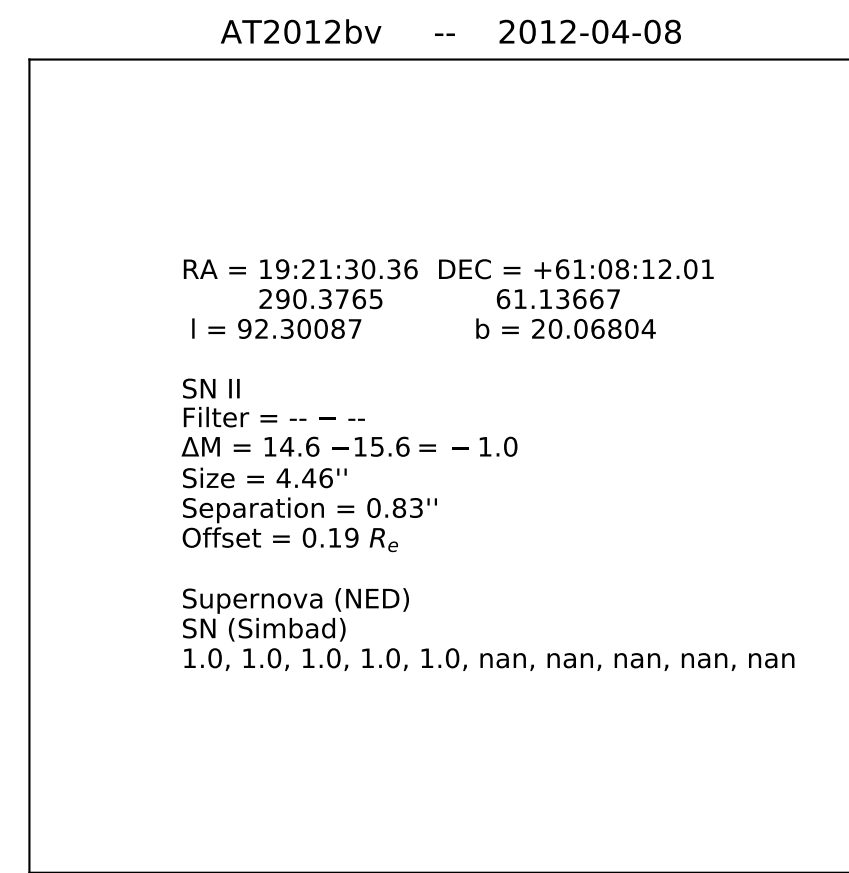 AT2012bv -- 2012-04-08
RA = 19:21:30.36 DEC = +61:08:12.01
290.3765 61.13667
l = 92.30087 b = 20.06804
SN II
Filter = -- − --
ΔM = 14.6 −15.6 = − 1.0
Size = 4.46''
Separation = 0.83''
Offset = 0.19 Rₑ
Supernova (NED)
SN (Simbad)
1.0, 1.0, 1.0, 1.0, 1.0, nan, nan, nan, nan, nan